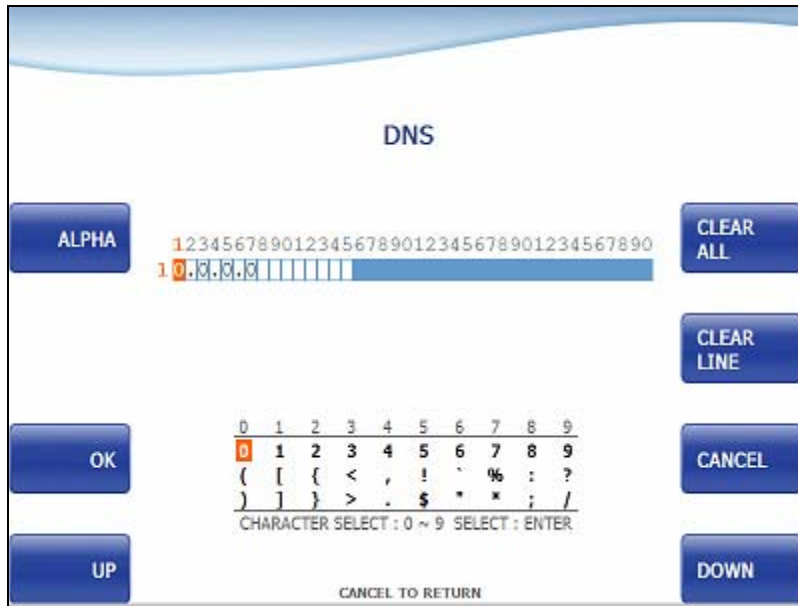 DNS
ALPHA
1234567890123456789012345678901234567890
CLEAR ALL
1 0.0.0.0
CLEAR LINE
0 1 2 3 4 5 6 7 8 9
OK
0 1 2 3 4 5 6 7 8 9
CANCEL
( [ { < , ! ` % : ?
) ] } > . $ " * ; /
CHARACTER SELECT : 0 ~ 9 SELECT : ENTER
UP
DOWN
CANCEL TO RETURN